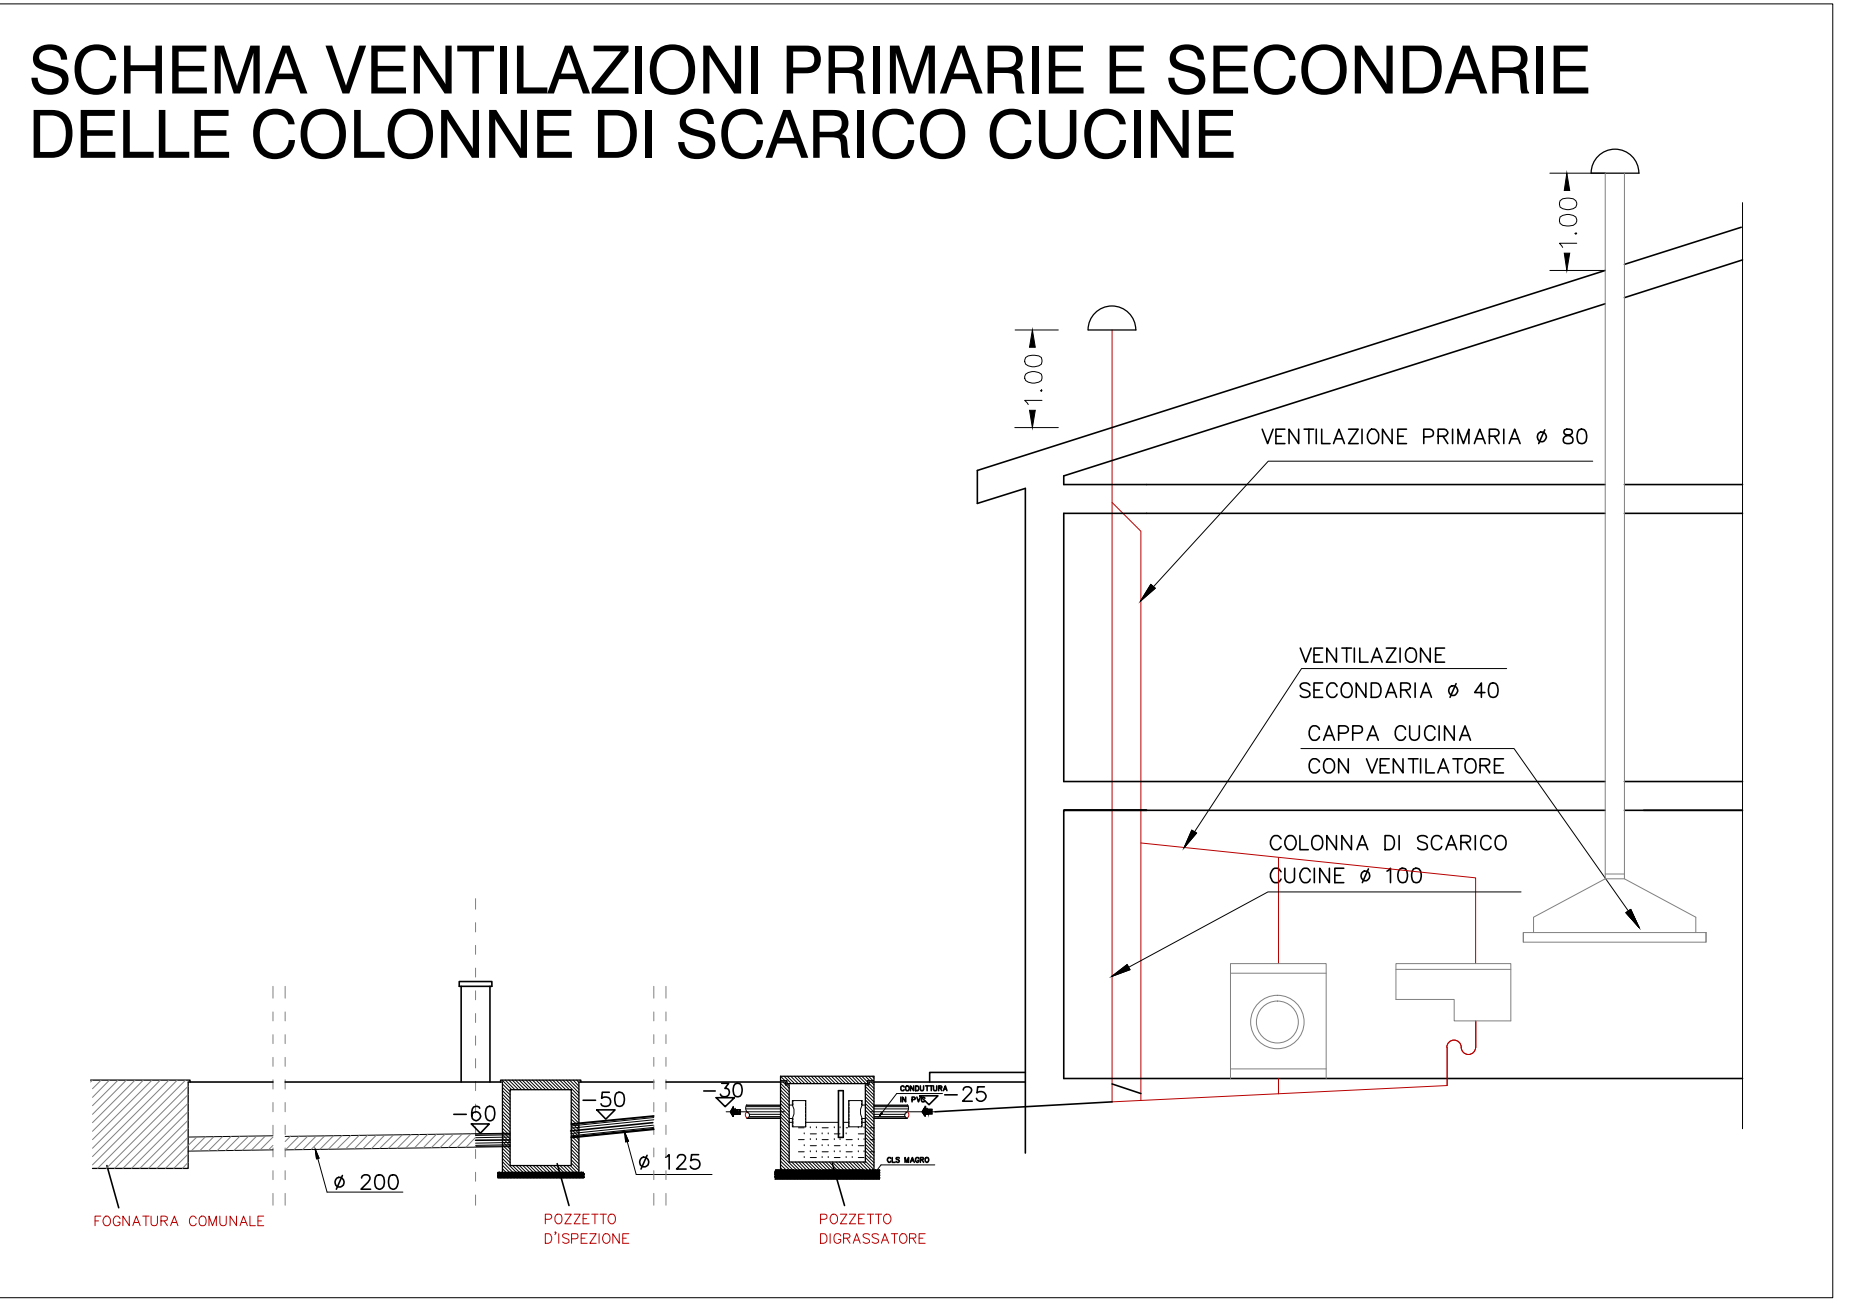 SCHEMA VENTILAZIONI PRIMARIE E SECONDARIE
DELLE COLONNE DI SCARICO CUCINE
1.00
1.00
VENTILAZIONE PRIMARIA ø 80
VENTILAZIONE
SECONDARIA ø 40
CAPPA CUCINA
CON VENTILATORE
COLONNA DI SCARICO
CUCINE ø 100
-30
CONDUTTURA
IN PVC
-25
-60
-50
CLS MAGRO
ø 125
ø 200
FOGNATURA COMUNALE
POZZETTO
D'ISPEZIONE
POZZETTO
DIGRASSATORE